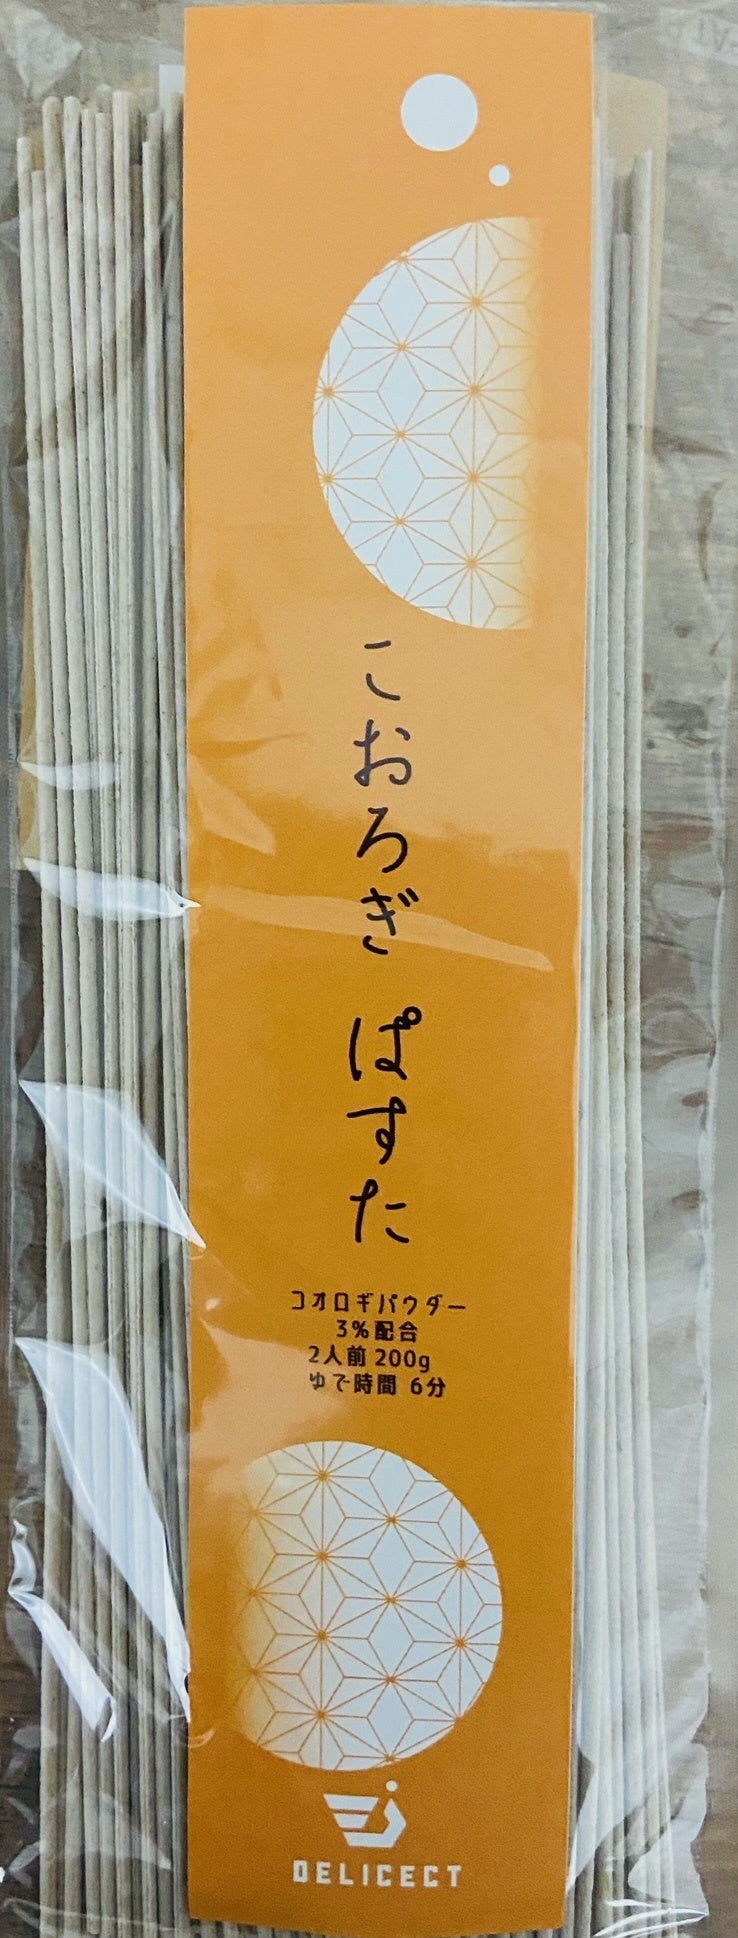 こおろぎ ぱすた
コオロギパウダー
3%配合
2人前 200g
ゆで時間 6分
DELICECT